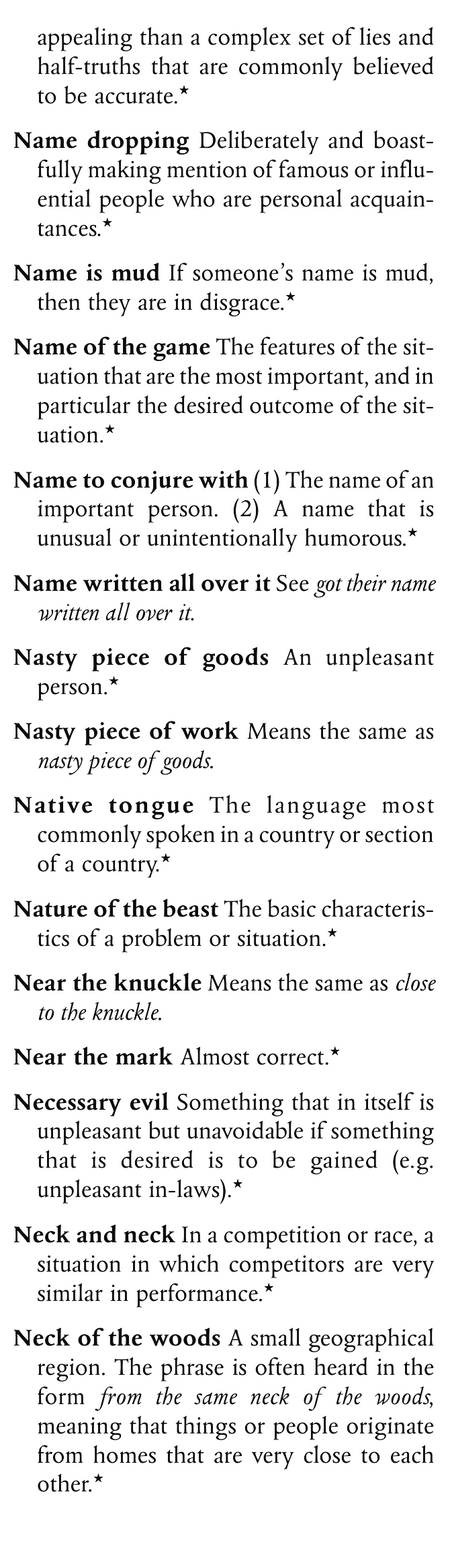 appealing than a complex set of lies and
half-truths that are commonly believed
to be accurate.★
Name dropping Deliberately and boast-
fully making mention of famous or influ-
ential people who are personal acquain-
tances.★
Name is mud If someone’s name is mud,
then they are in disgrace.★
Name of the game The features of the sit-
uation that are the most important, and in
particular the desired outcome of the sit-
uation.★
Name to conjure with (1) The name of an
important person. (2) A name that is
unusual or unintentionally humorous.★
Name written all over it See got their name
written all over it.
Nasty piece of goods An unpleasant
person.★
Nasty piece of work Means the same as
nasty piece of goods.
Native tongue The language most
commonly spoken in a country or section
of a country.★
Nature of the beast The basic characteris-
tics of a problem or situation.★
Near the knuckle Means the same as close
to the knuckle.
Near the mark Almost correct.★
Necessary evil Something that in itself is
unpleasant but unavoidable if something
that is desired is to be gained (e.g.
unpleasant in-laws).★
Neck and neck In a competition or race, a
situation in which competitors are very
similar in performance.★
Neck of the woods A small geographical
region. The phrase is often heard in the
form from the same neck of the woods,
meaning that things or people originate
from homes that are very close to each
other.★